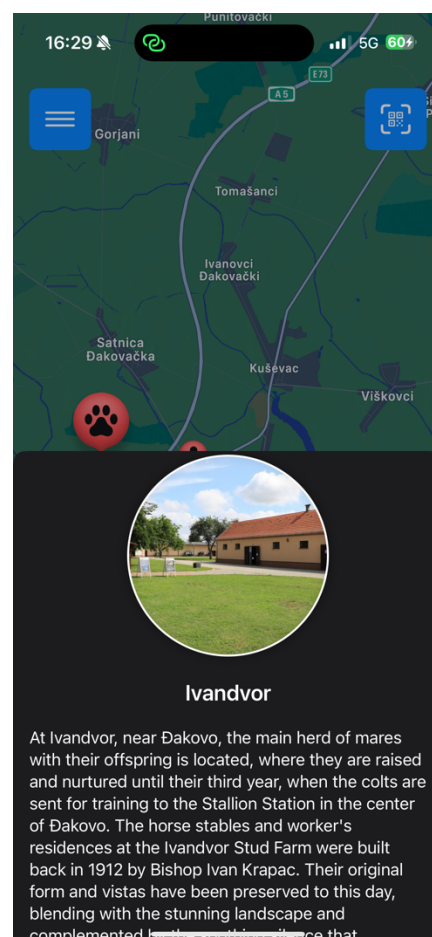 Punitovački
16:29
5G 60
E73
A5
Gorjani
Tomašanci
Ivanovci
Đakovački
Satnica
Đakovačka
Kuševac
Viškovci
Ivandvor
At Ivandvor, near Đakovo, the main herd of mares
with their offspring is located, where they are raised
and nurtured until their third year, when the colts are
sent for training to the Stallion Station in the center
of Đakovo. The horse stables and worker's
residences at the Ivandvor Stud Farm were built
back in 1912 by Bishop Ivan Krapac. Their original
form and vistas have been preserved to this day,
blending with the stunning landscape and
complemented